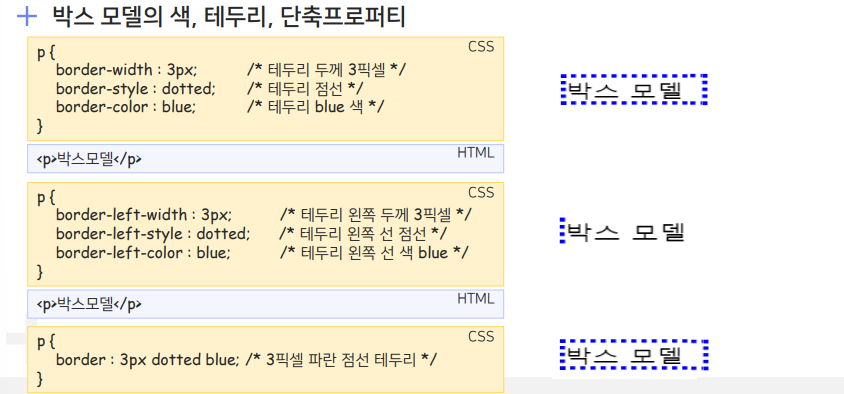 박스 모델의 색, 테두리, 단축프로퍼티
CSS
p {
border-width : 3px; /* 테두리 두께 3픽셀 */
border-style : dotted; /* 테두리 점선 */
border-color : blue; /* 테두리 blue 색 */
}
박스 모델
<p>박스모델</p>
HTML
CSS
p {
border-left-width : 3px; /* 테두리 왼쪽 두께 3픽셀 */
border-left-style : dotted; /* 테두리 왼쪽 선 점선 */
border-left-color : blue; /* 테두리 왼쪽 선 색 blue */
}
박스 모델
<p>박스모델</p>
HTML
CSS
p {
border : 3px dotted blue; /* 3픽셀 파란 점선 테두리 */
}
박스 모델